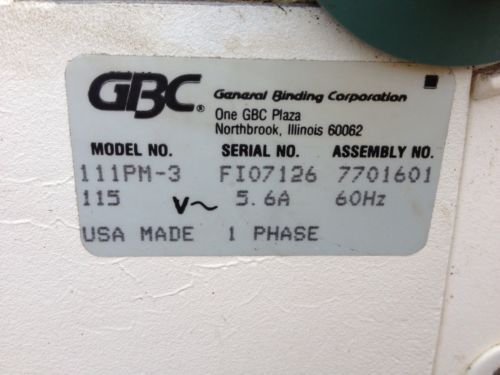 GBC® General Binding Corporation
One GBC Plaza
Northbrook, Illinois 60062
MODEL NO. SERIAL NO. ASSEMBLY NO.
111PM-3 FI07126 7701601
115 V~ 5.6A 60Hz
USA MADE 1 PHASE